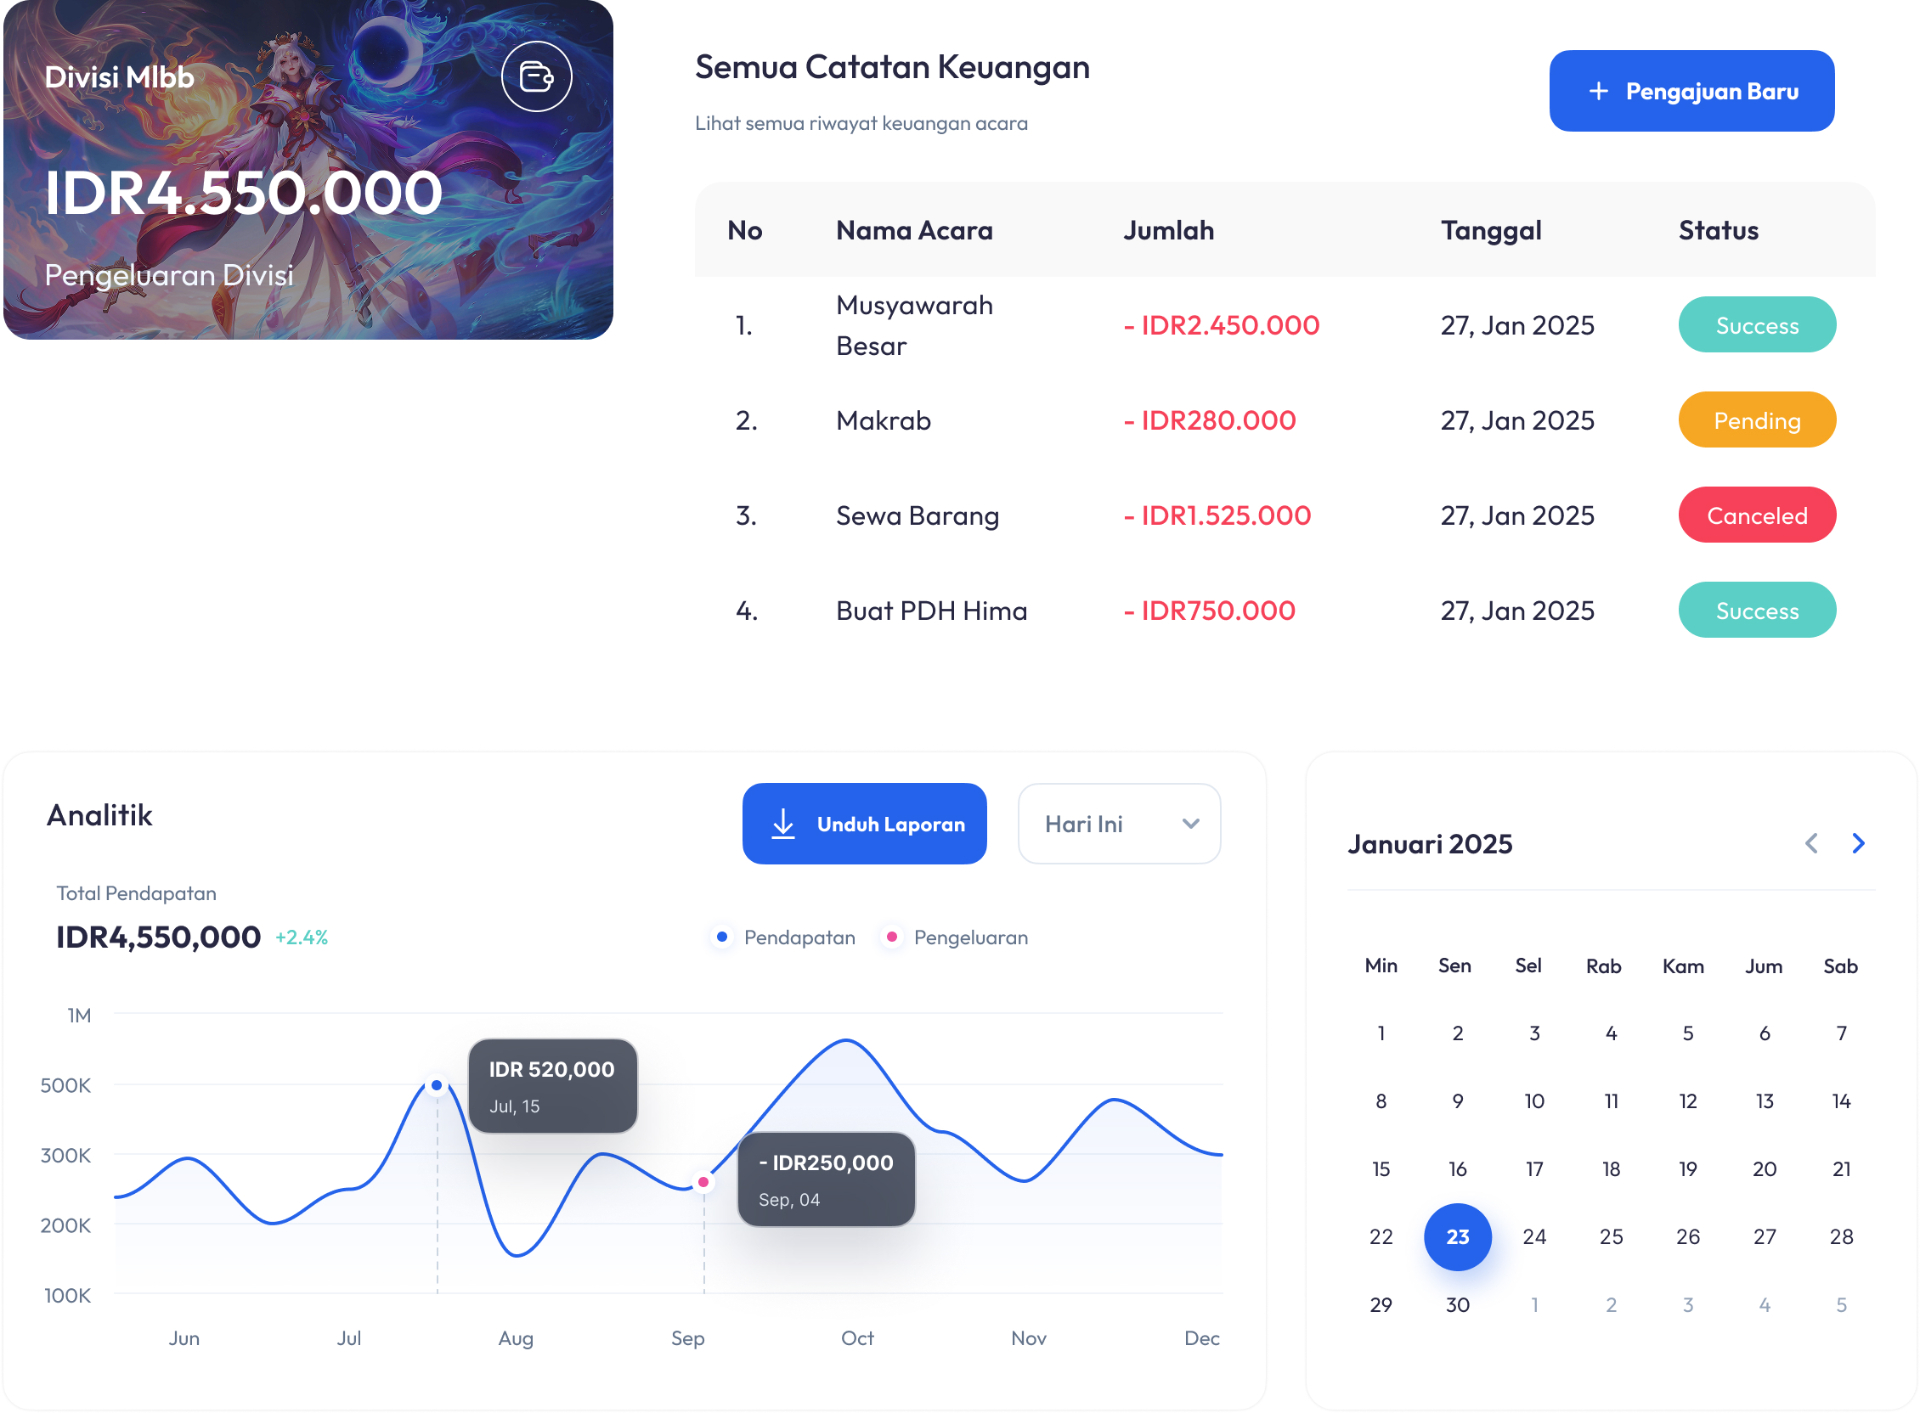 Divisi Mlbb
IDR4.550.000
Pengeluaran Divisi
Semua Catatan Keuangan
Lihat semua riwayat keuangan acara
+ Pengajuan Baru
No Nama Acara Jumlah Tanggal Status
1. Musyawarah Besar - IDR2.450.000 27, Jan 2025 Success
2. Makrab - IDR280.000 27, Jan 2025 Pending
3. Sewa Barang - IDR1.525.000 27, Jan 2025 Canceled
4. Buat PDH Hima - IDR750.000 27, Jan 2025 Success
Analitik
Unduh Laporan
Hari Ini
Total Pendapatan
IDR4,550,000 +2.4%
Pendapatan Pengeluaran
1M
500K
300K
200K
100K
IDR 520,000
Jul, 15
- IDR250,000
Sep, 04
Jun Jul Aug Sep Oct Nov Dec
Januari 2025
Min Sen Sel Rab Kam Jum Sab
1 2 3 4 5 6 7
8 9 10 11 12 13 14
15 16 17 18 19 20 21
22 23 24 25 26 27 28
29 30 1 2 3 4 5